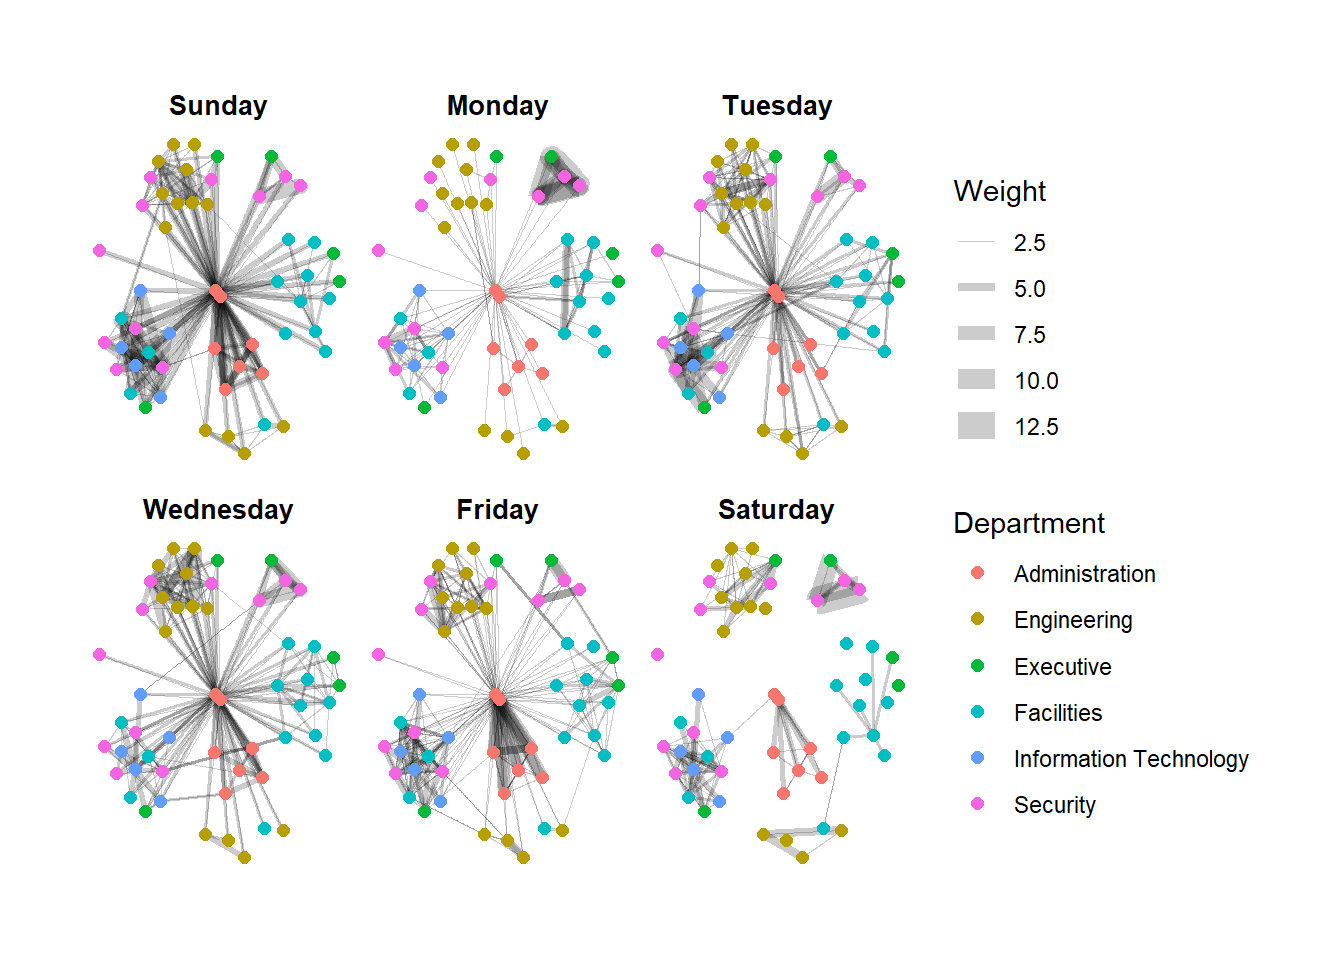 Sunday
Monday
Tuesday
Wednesday
Friday
Saturday
Weight
2.5
5.0
7.5
10.0
12.5
Department
Administration
Engineering
Executive
Facilities
Information Technology
Security